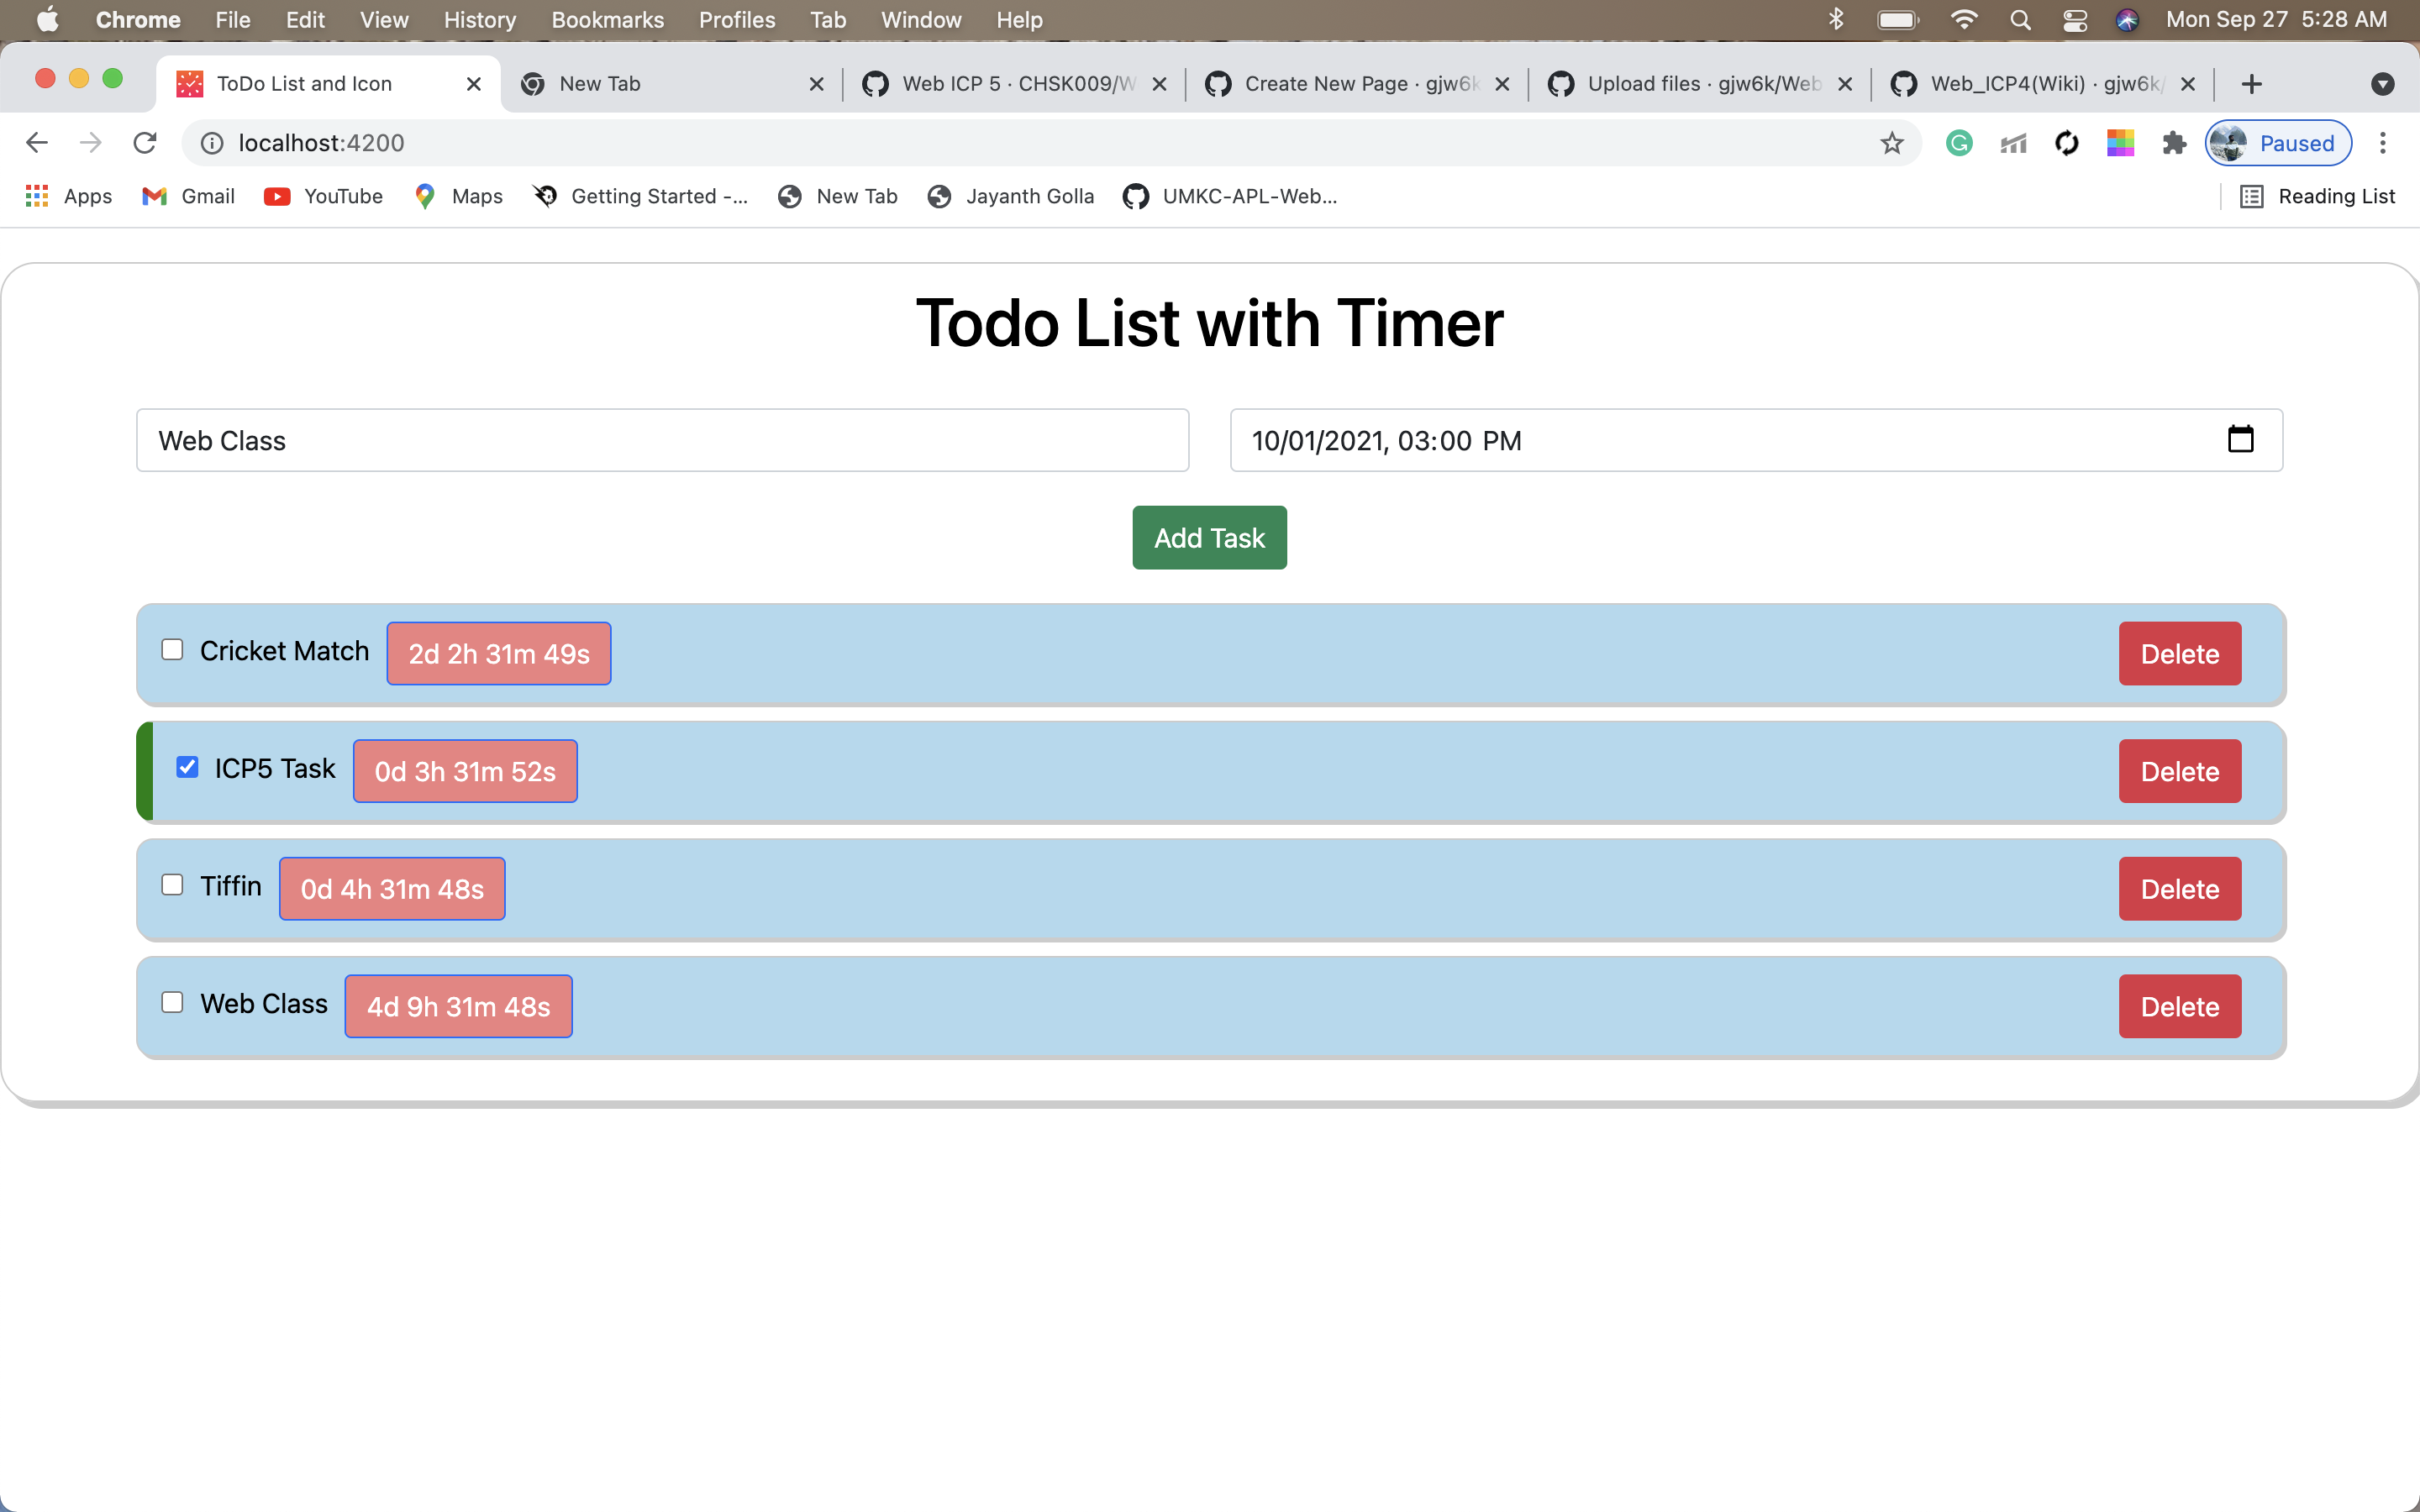 Chrome File Edit View History Bookmarks Profiles Tab Window Help Mon Sep 27 5:28 AM
ToDo List and Icon New Tab Web ICP 5 · CHSK009/W Create New Page · gjw6k Upload files · gjw6k/Web Web_ICP4(Wiki) · gjw6k/
localhost:4200 Paused
Apps Gmail YouTube Maps Getting Started -... New Tab Jayanth Golla UMKC-APL-Web... Reading List
Todo List with Timer
Web Class 10/01/2021, 03:00 PM
Add Task
Cricket Match 2d 2h 31m 49s Delete
ICP5 Task 0d 3h 31m 52s Delete
Tiffin 0d 4h 31m 48s Delete
Web Class 4d 9h 31m 48s Delete